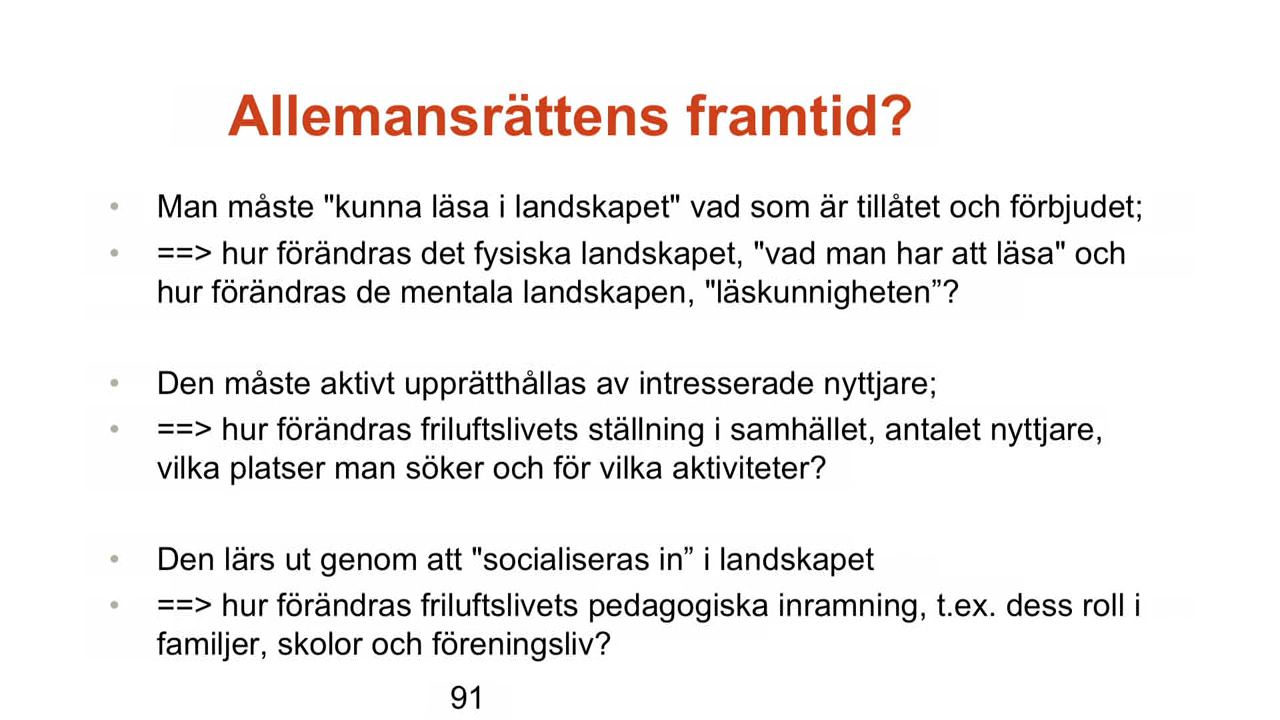 Allemansrättens framtid?
• Man måste "kunna läsa i landskapet" vad som är tillåtet och förbjudet;
• ==> hur förändras det fysiska landskapet, "vad man har att läsa" och
hur förändras de mentala landskapen, "läskunnigheten”?
• Den måste aktivt upprätthållas av intresserade nyttjare;
• ==> hur förändras friluftslivets ställning i samhället, antalet nyttjare,
vilka platser man söker och för vilka aktiviteter?
• Den lärs ut genom att "socialiseras in” i landskapet
• ==> hur förändras friluftslivets pedagogiska inramning, t.ex. dess roll i
familjer, skolor och föreningsliv?
91